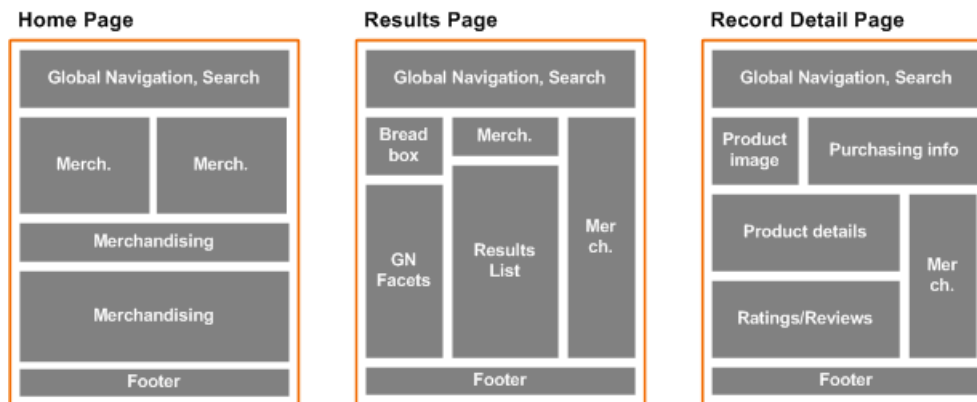 Home Page
Global Navigation, Search
Merch.
Merch.
Merchandising
Merchandising
Footer
Results Page
Global Navigation, Search
Bread
box
Merch.
GN
Facets
Results
List
Mer
ch.
Footer
Record Detail Page
Global Navigation, Search
Product
image
Purchasing info
Product details
Mer
ch.
Ratings/Reviews
Footer